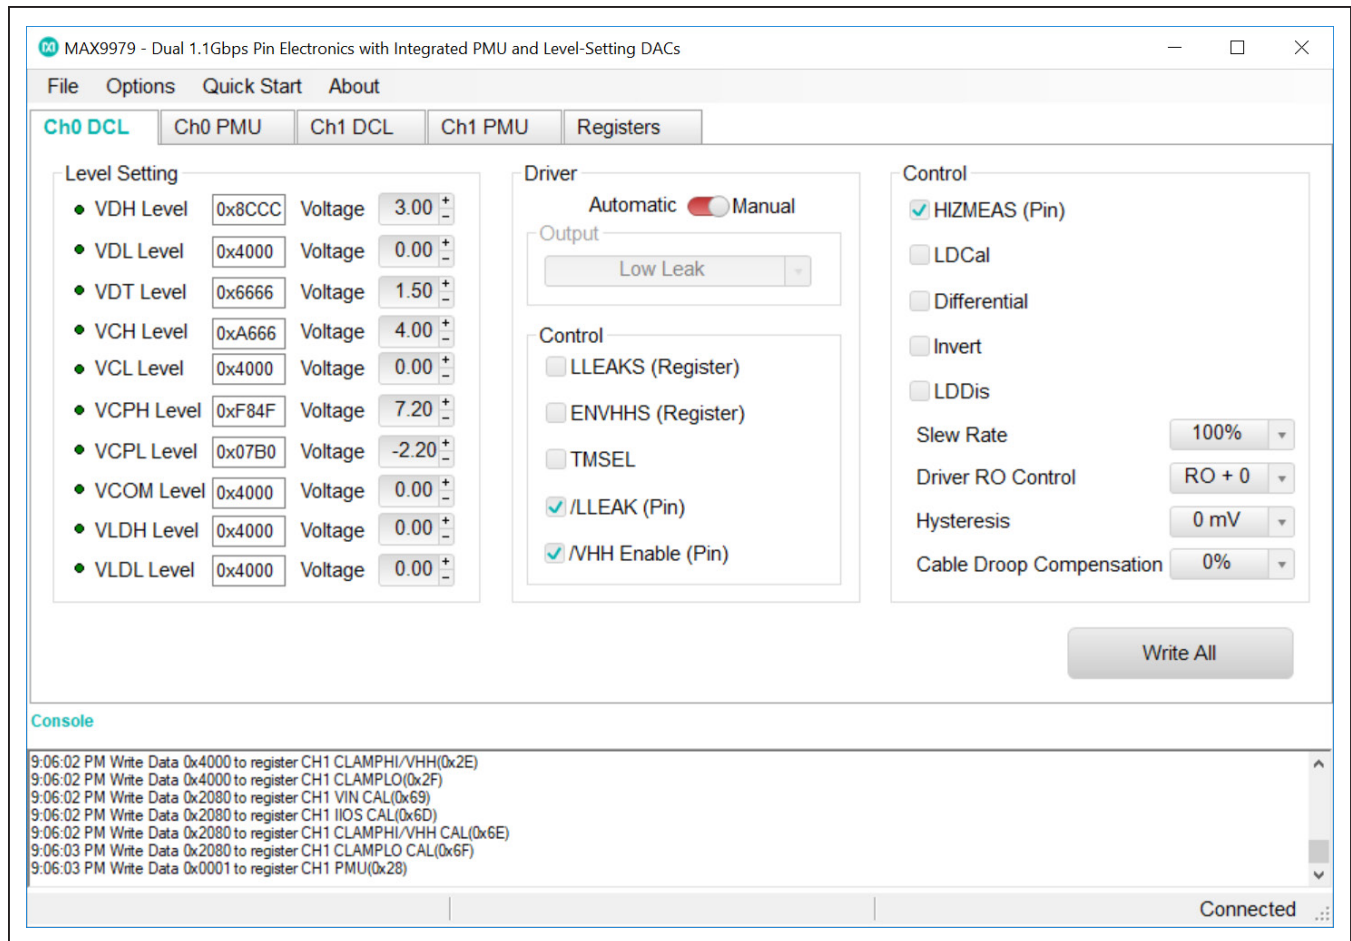 MAX9979 - Dual 1.1Gbps Pin Electronics with Integrated PMU and Level-Setting DACs
File Options Quick Start About
Ch0 DCL Ch0 PMU Ch1 DCL Ch1 PMU Registers
Level Setting
VDH Level 0x8CCC Voltage 3.00
VDL Level 0x4000 Voltage 0.00
VDT Level 0x6666 Voltage 1.50
VCH Level 0xA666 Voltage 4.00
VCL Level 0x4000 Voltage 0.00
VCPH Level 0xF84F Voltage 7.20
VCPL Level 0x07B0 Voltage -2.20
VCOM Level 0x4000 Voltage 0.00
VLDH Level 0x4000 Voltage 0.00
VLDL Level 0x4000 Voltage 0.00
Driver
Automatic Manual
Output
Low Leak
Control
LLEAKS (Register)
ENVHHS (Register)
TMSEL
/LLEAK (Pin)
/VHH Enable (Pin)
Control
HIZMEAS (Pin)
LDCal
Differential
Invert
LDDis
Slew Rate 100%
Driver RO Control RO + 0
Hysteresis 0 mV
Cable Droop Compensation 0%
Write All
Console
9:06:02 PM Write Data 0x4000 to register CH1 CLAMPHI/VHH(0x2E)
9:06:02 PM Write Data 0x4000 to register CH1 CLAMPLO(0x2F)
9:06:02 PM Write Data 0x2080 to register CH1 VIN CAL(0x69)
9:06:02 PM Write Data 0x2080 to register CH1 IIOS CAL(0x6D)
9:06:02 PM Write Data 0x2080 to register CH1 CLAMPHI/VHH CAL(0x6E)
9:06:03 PM Write Data 0x2080 to register CH1 CLAMPLO CAL(0x6F)
9:06:03 PM Write Data 0x0001 to register CH1 PMU(0x28)
Connected